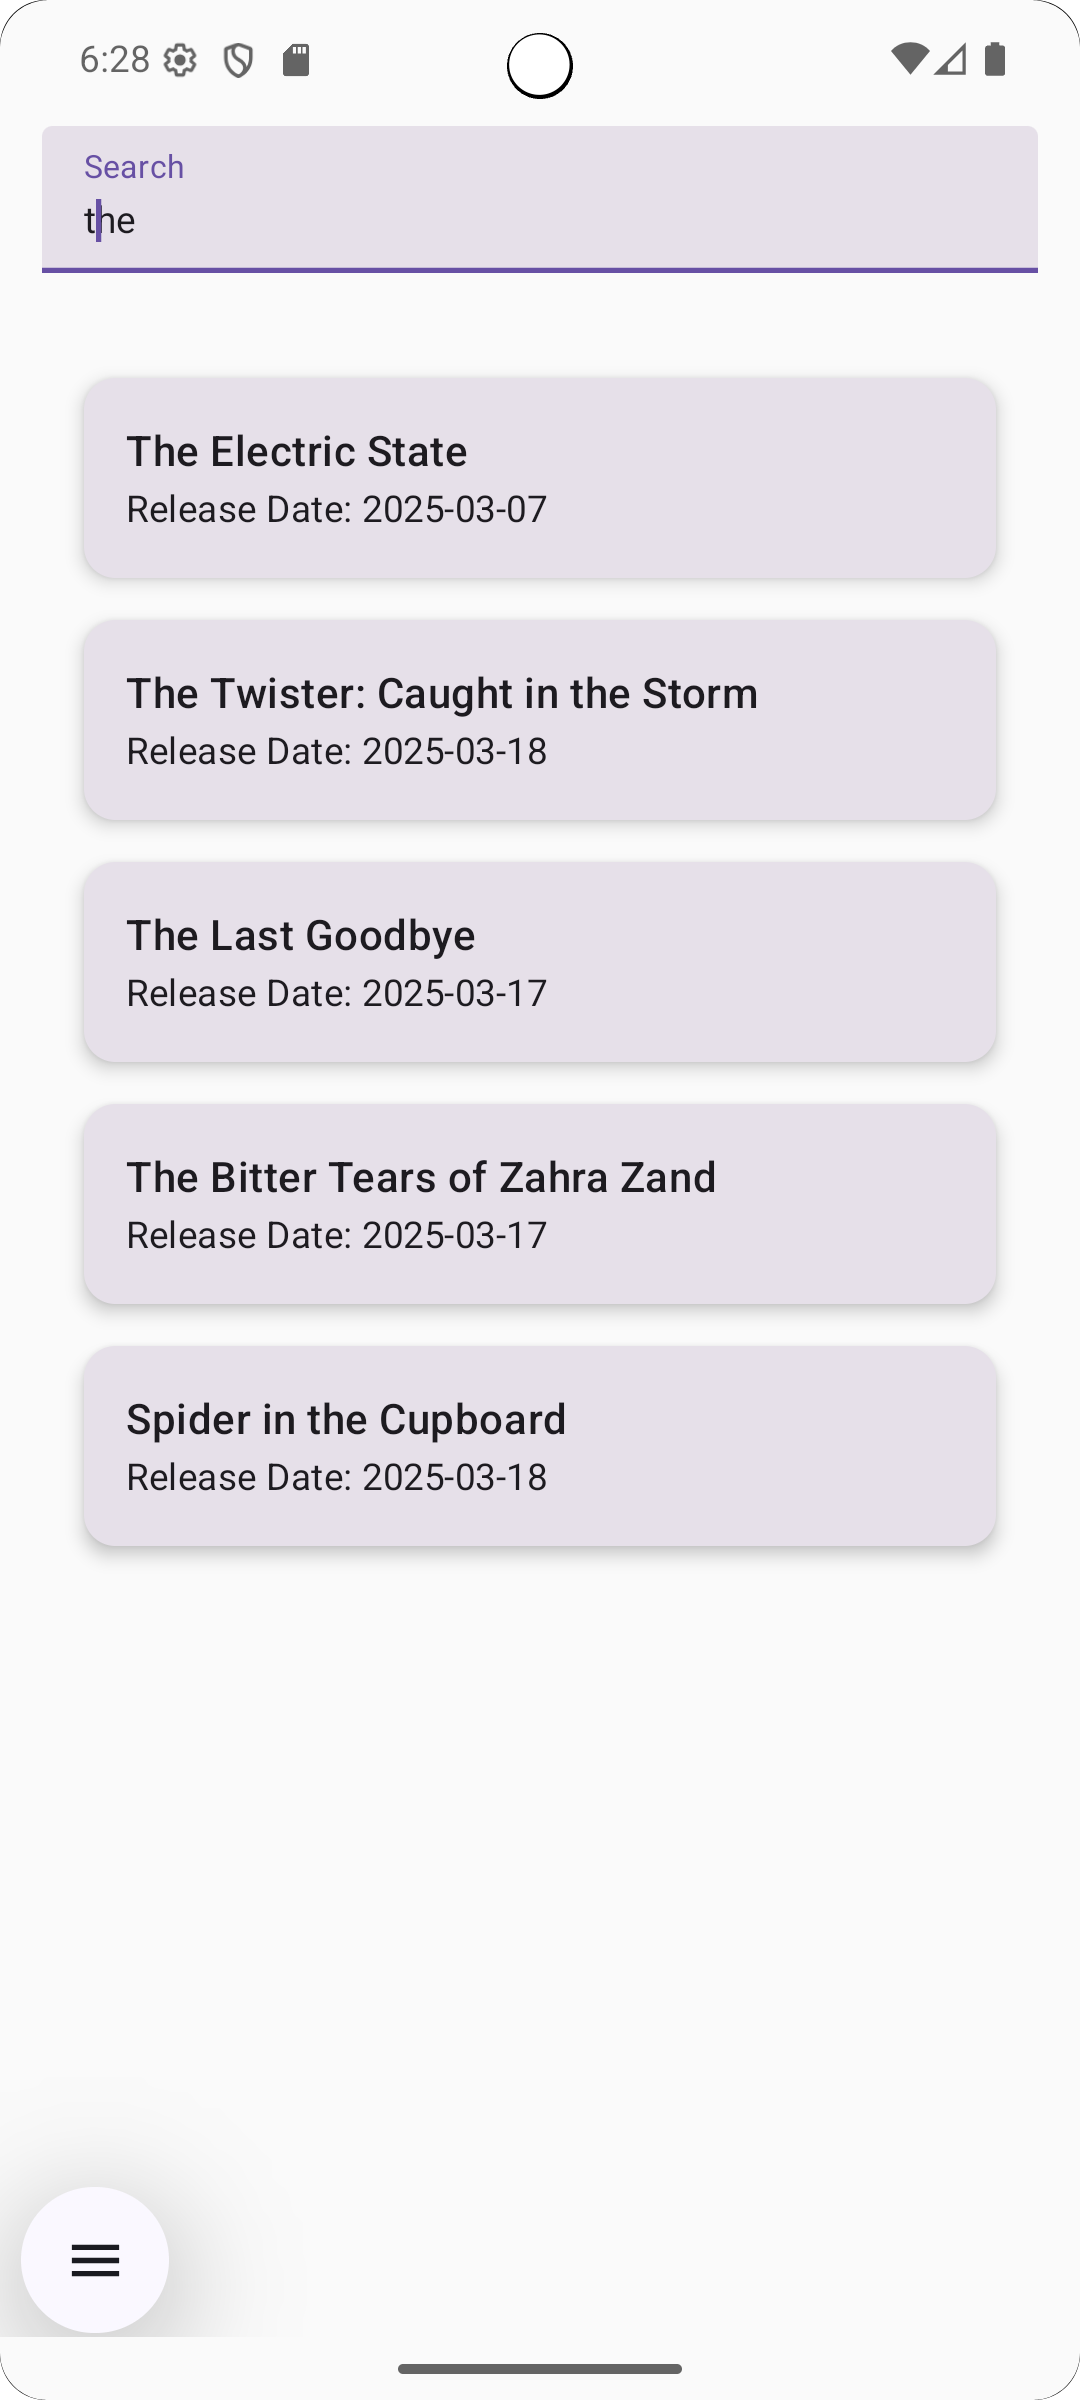 6:28
Search
the
The Electric State
Release Date: 2025-03-07
The Twister: Caught in the Storm
Release Date: 2025-03-18
The Last Goodbye
Release Date: 2025-03-17
The Bitter Tears of Zahra Zand
Release Date: 2025-03-17
Spider in the Cupboard
Release Date: 2025-03-18